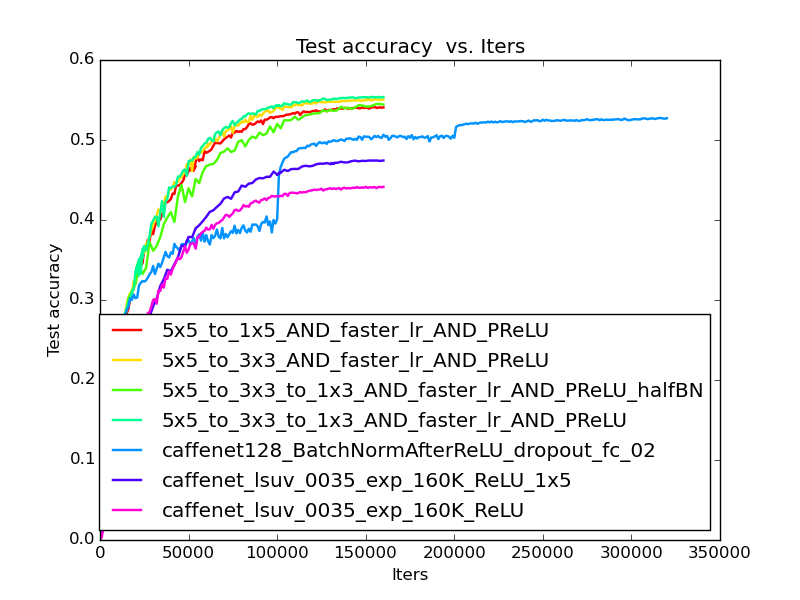 Test accuracy  vs. Iters
0.6
0.5
0.4
0.3
0.2
0.1
0.0
Test accuracy
5x5_to_1x5_AND_faster_lr_AND_PReLU
5x5_to_3x3_AND_faster_lr_AND_PReLU
5x5_to_3x3_to_1x3_AND_faster_lr_AND_PReLU_halfBN
5x5_to_3x3_to_1x3_AND_faster_lr_AND_PReLU
caffenet128_BatchNormAfterReLU_dropout_fc_02
caffenet_lsuv_0035_exp_160K_ReLU_1x5
caffenet_lsuv_0035_exp_160K_ReLU
0 50000 100000 150000 200000 250000 300000 350000
Iters